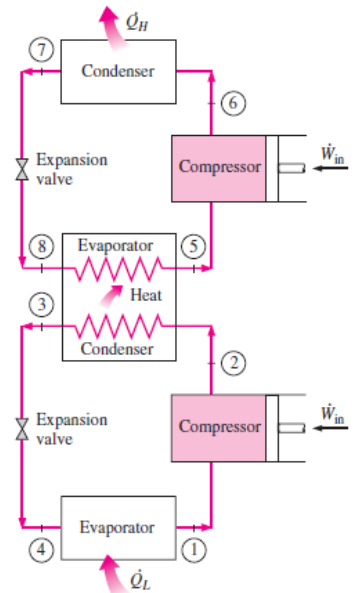 Q̇H
7
Condenser
6
Expansion
valve
Compressor
Ẇin
8
Evaporator
5
3
Heat
Condenser
2
Expansion
valve
Compressor
Ẇin
Evaporator
4
1
Q̇L